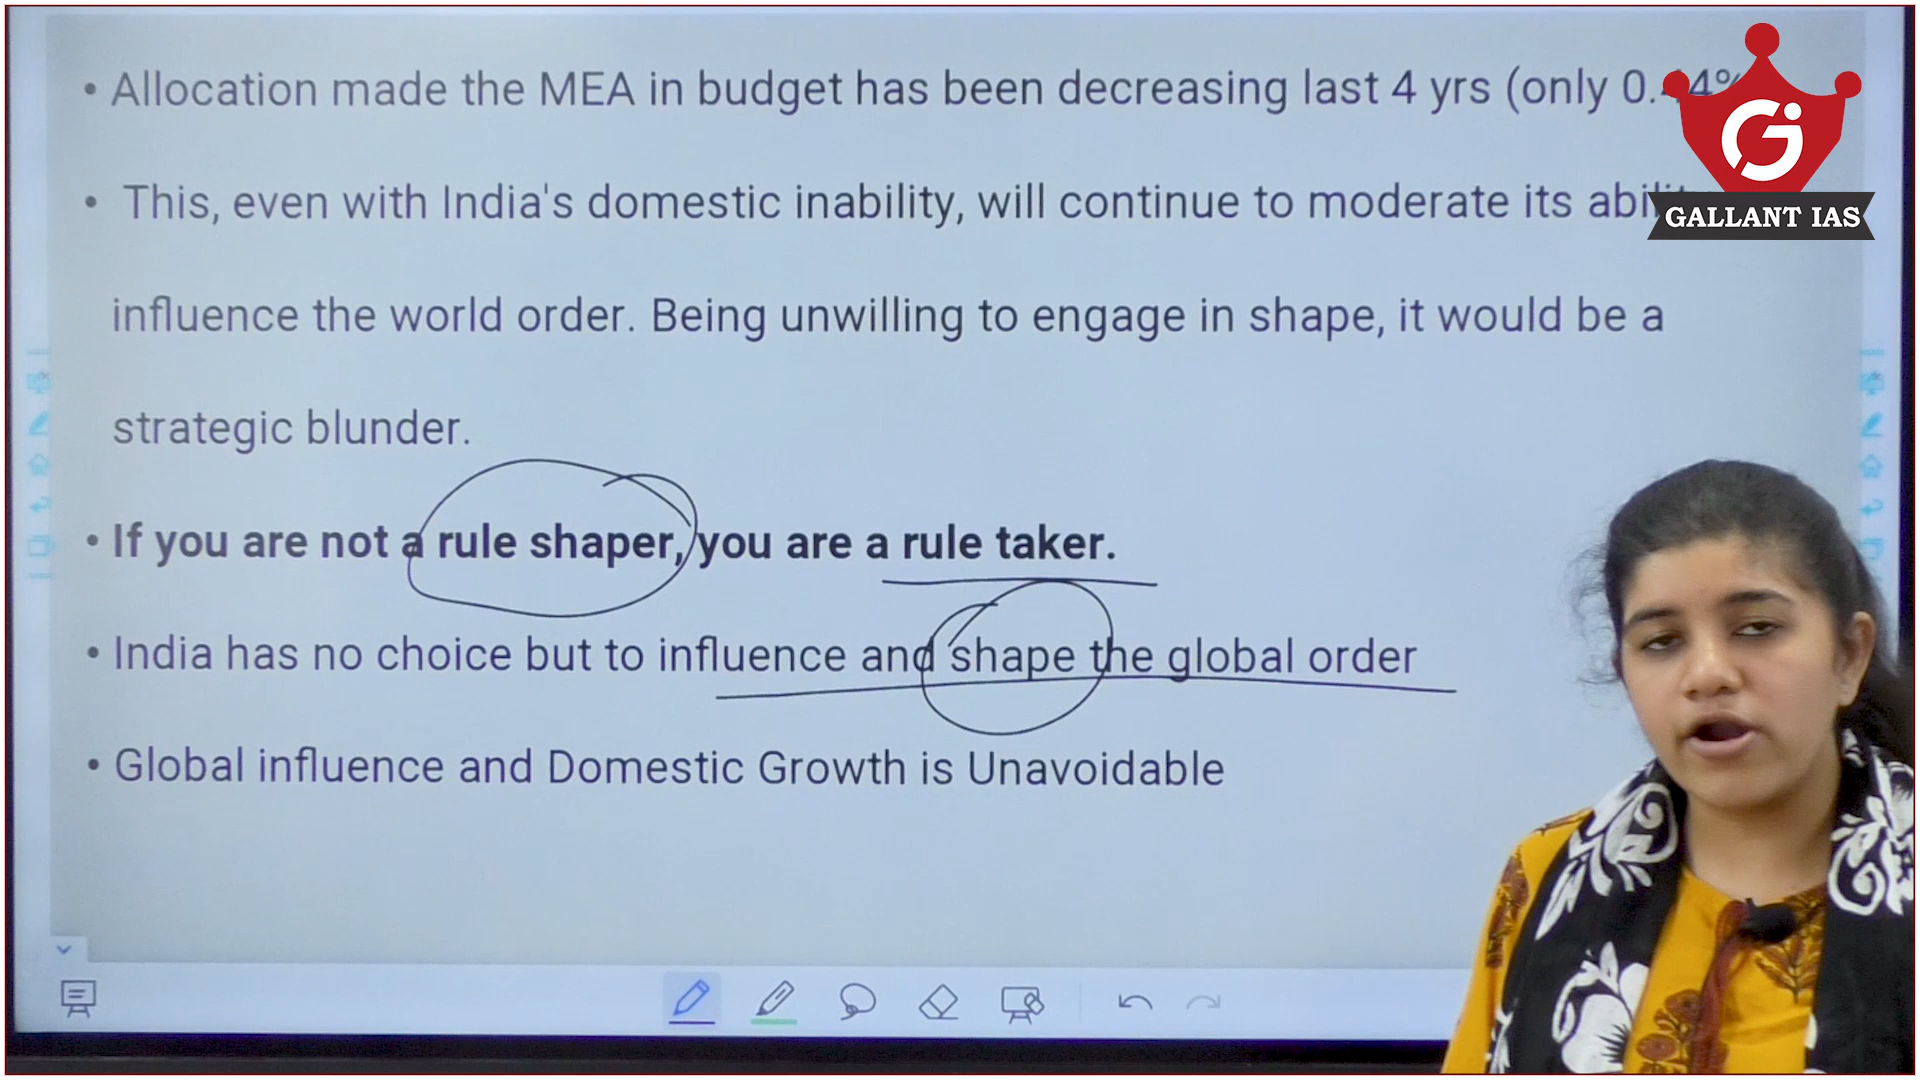 • Allocation made the MEA in budget has been decreasing last 4 yrs (only
• This, even with India's domestic inability, will continue to moderate its
influence the world order. Being unwilling to engage in shape, it would be a
strategic blunder.
• If you are not a rule shaper, you are a rule taker.
• India has no choice but to influence and shape the global order
• Global influence and Domestic Growth is Unavoidable
G
GALLANT IAS